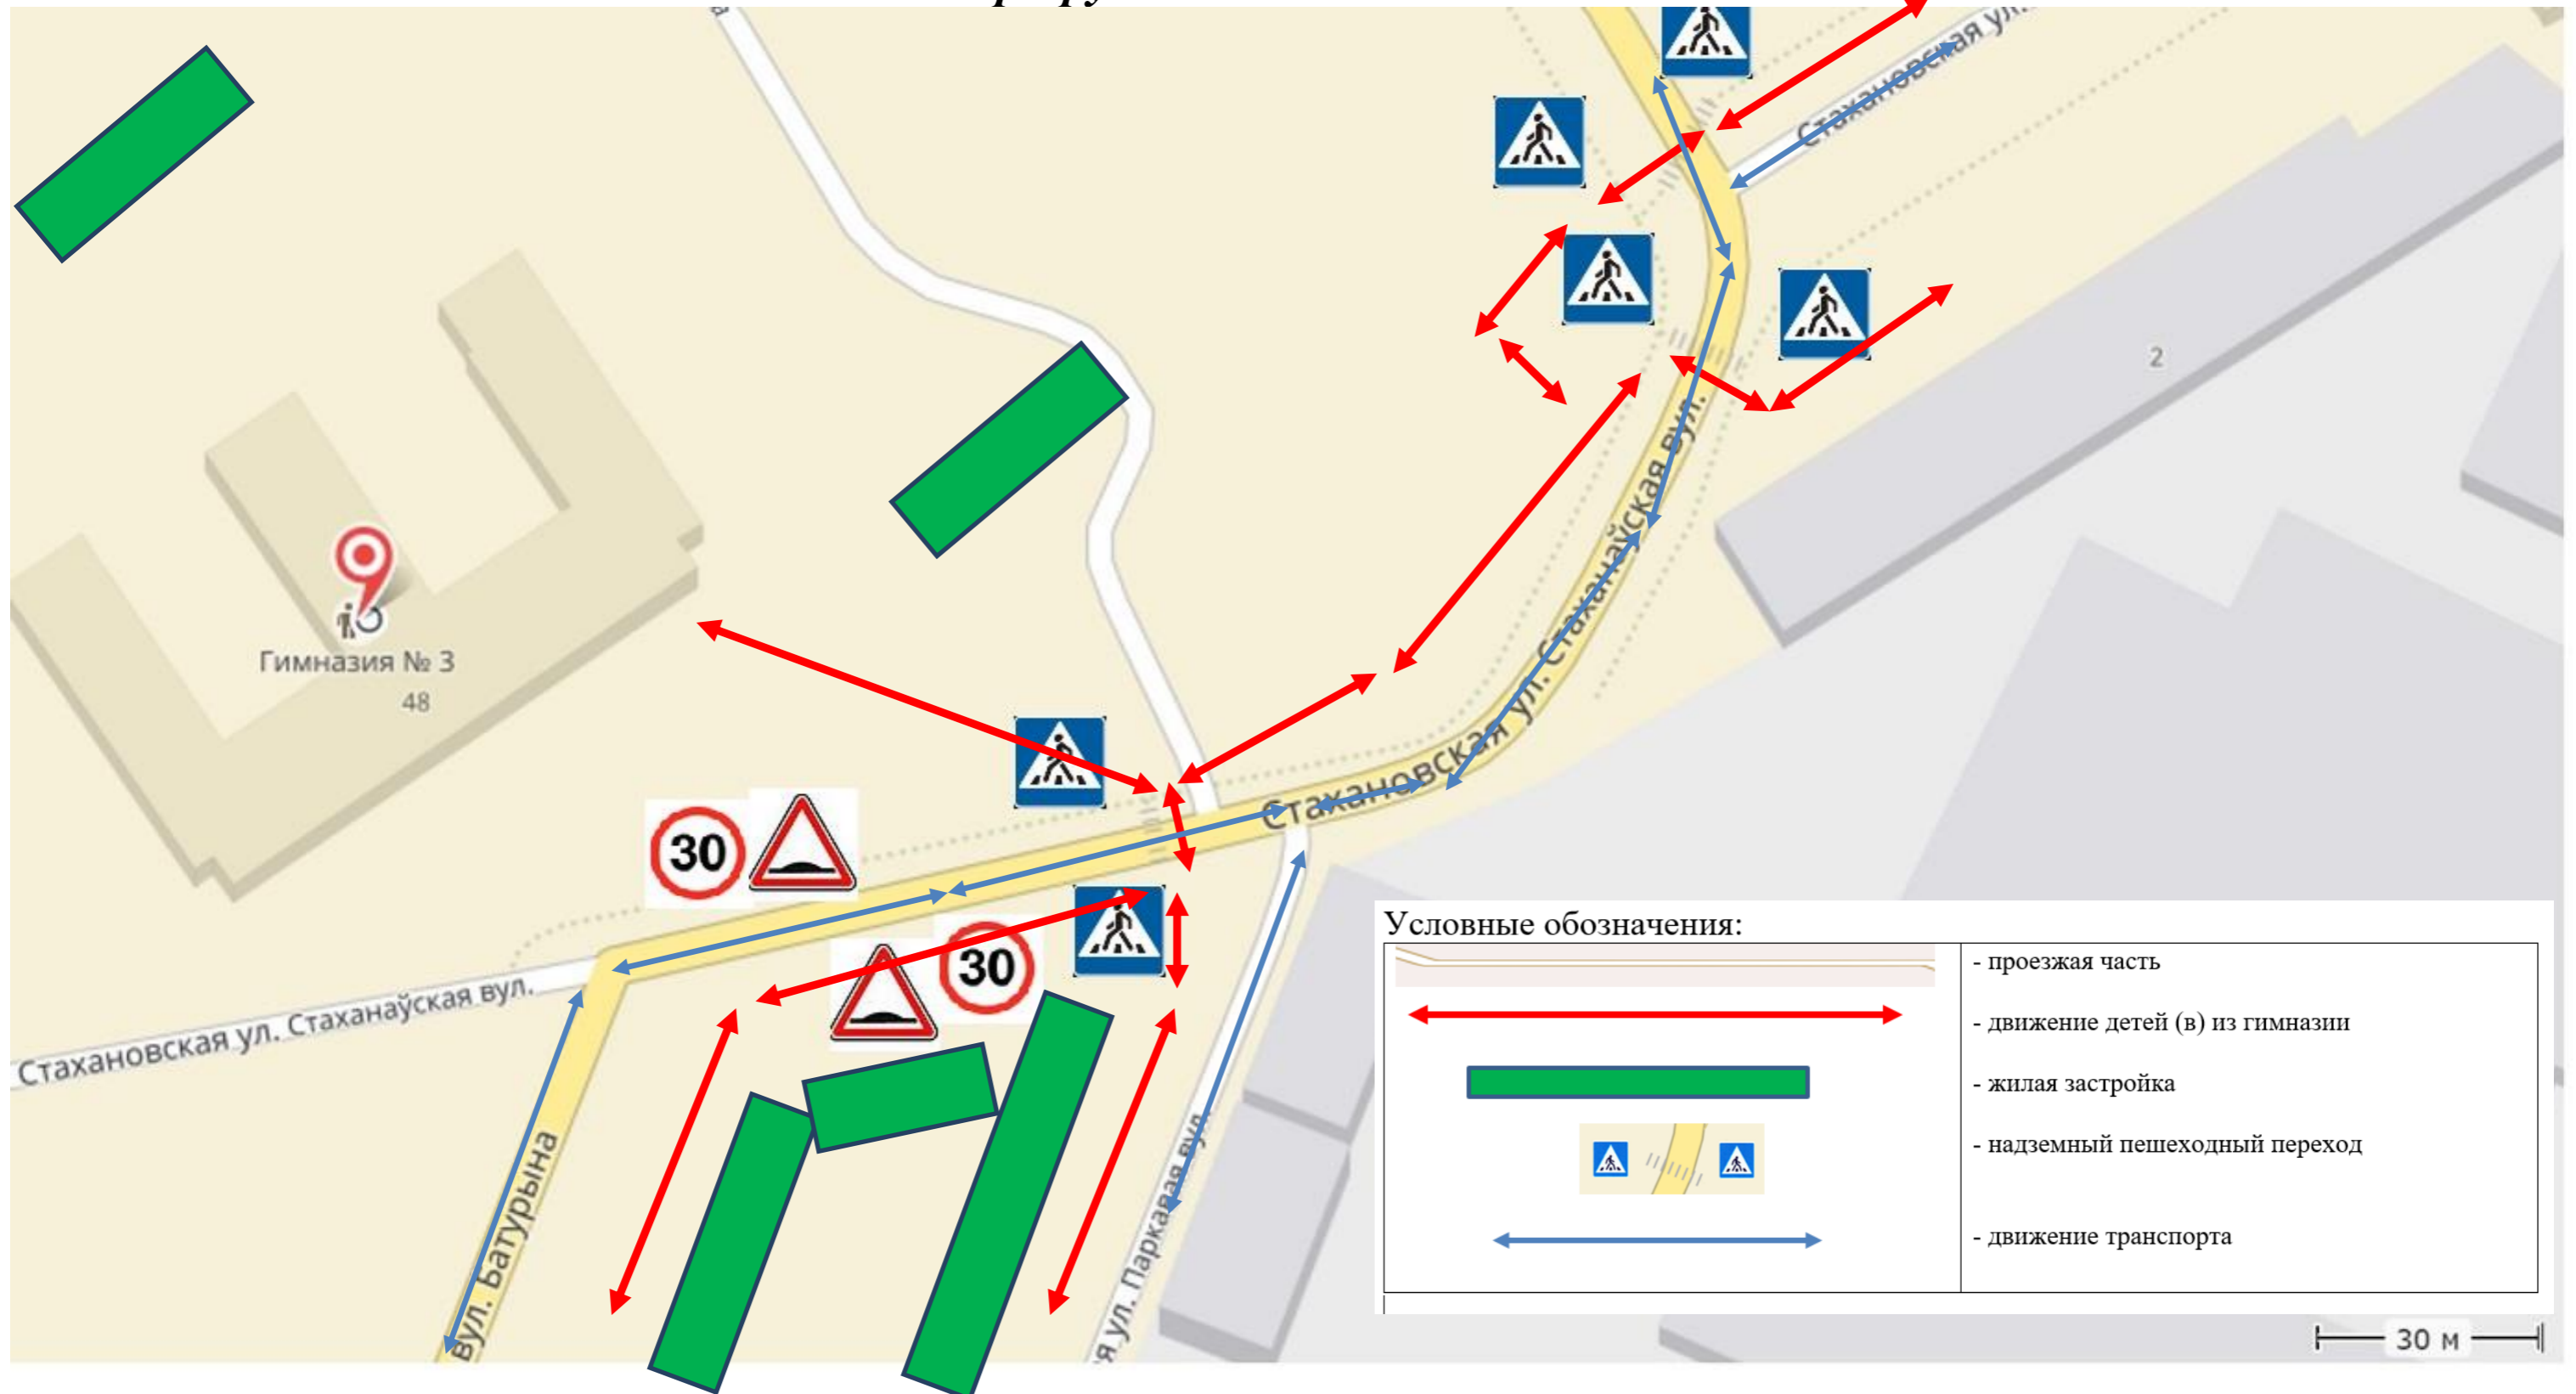 Стахановская ул.
2
Гимназия № 3
48
Стахановская ул. Стаханаўская вул.
30
30
Стахановская ул. Стаханаўская вул.
вул. Батурына
ул. Паркавая вул.
Условные обозначения:
- проезжая часть
- движение детей (в) из гимназии
- жилая застройка
- надземный пешеходный переход
- движение транспорта
30 м